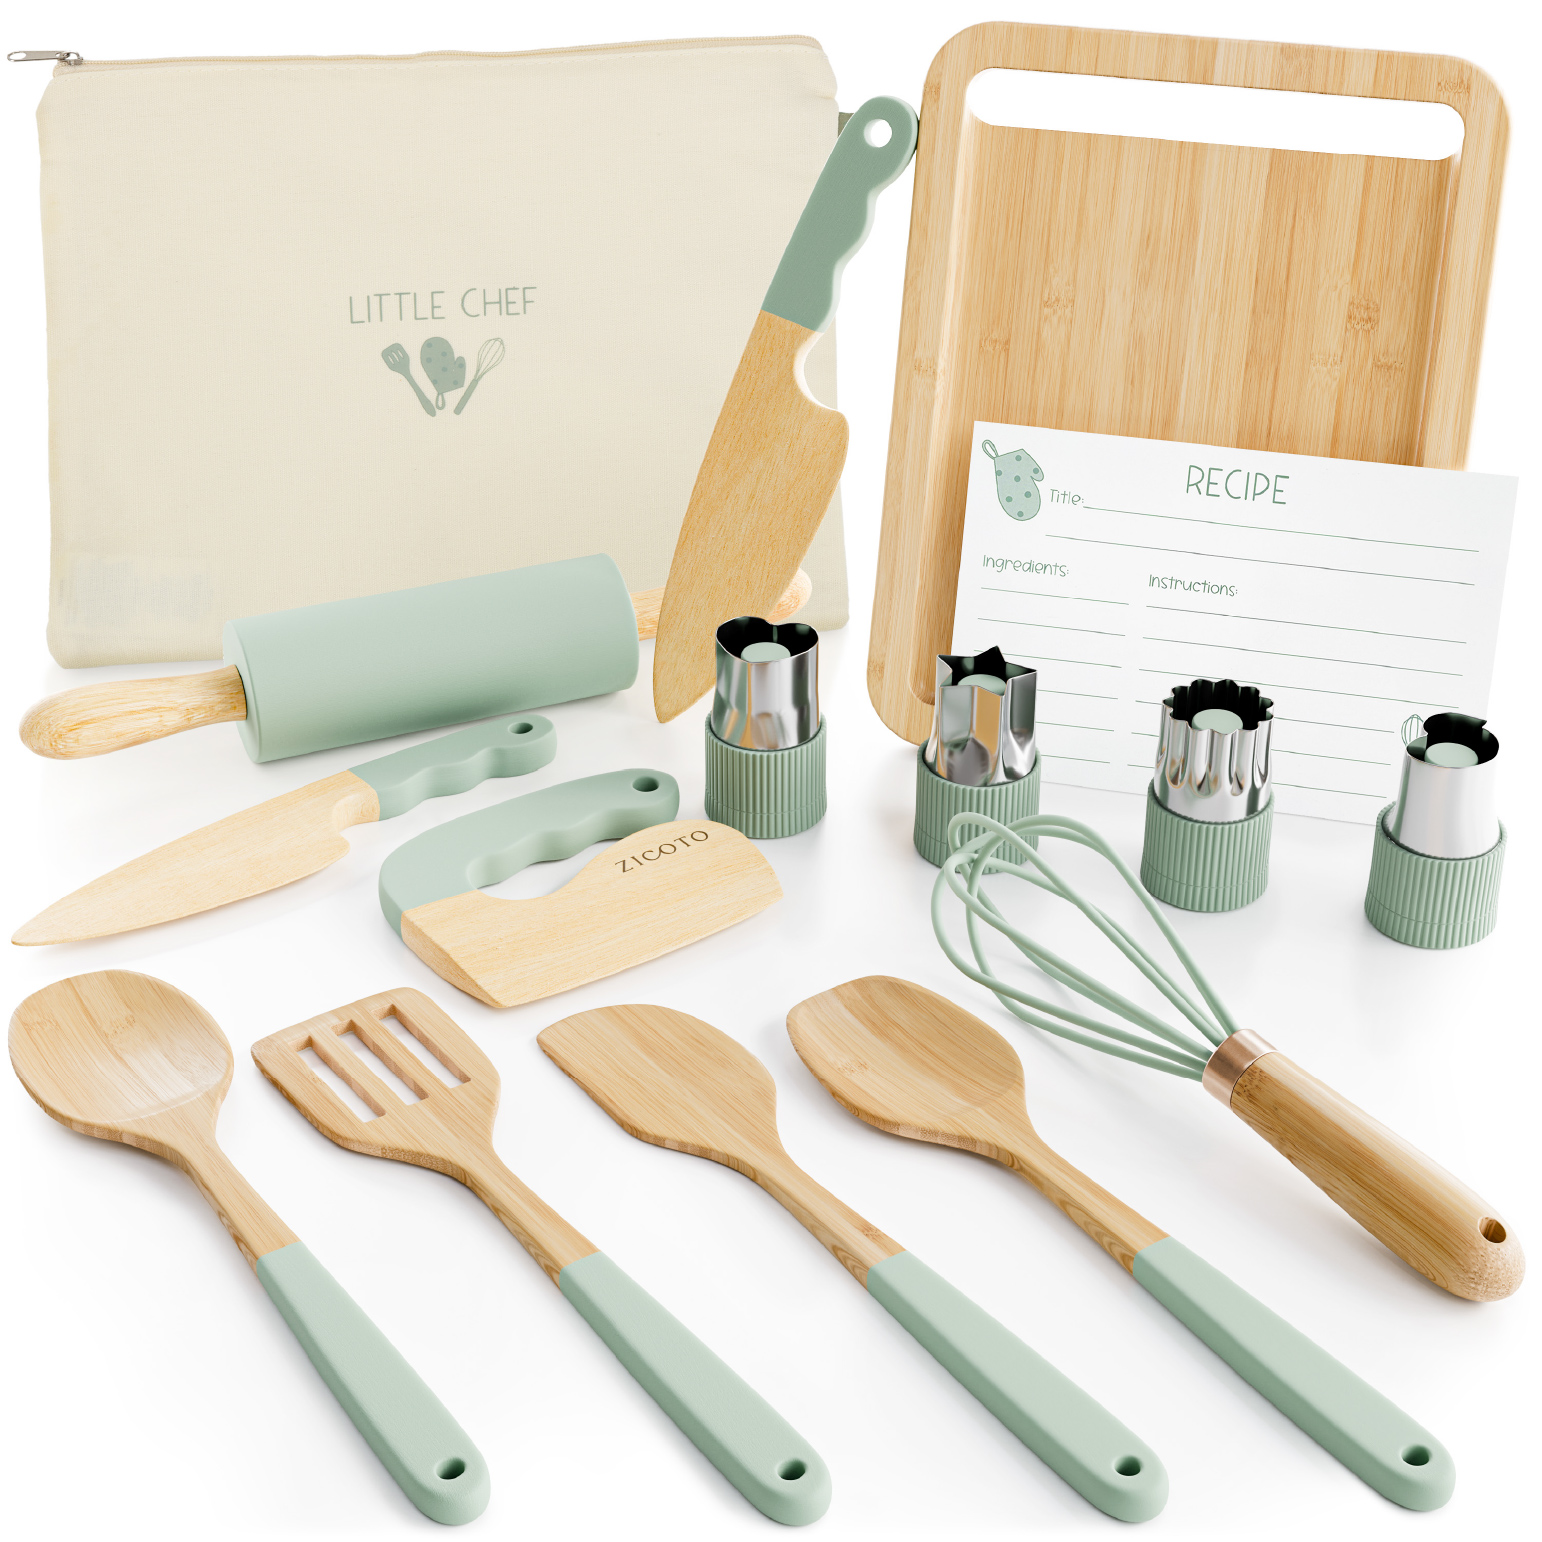 LITTLE CHEF
RECIPE
Title:
Ingredients:
Instructions:
ZICOTO